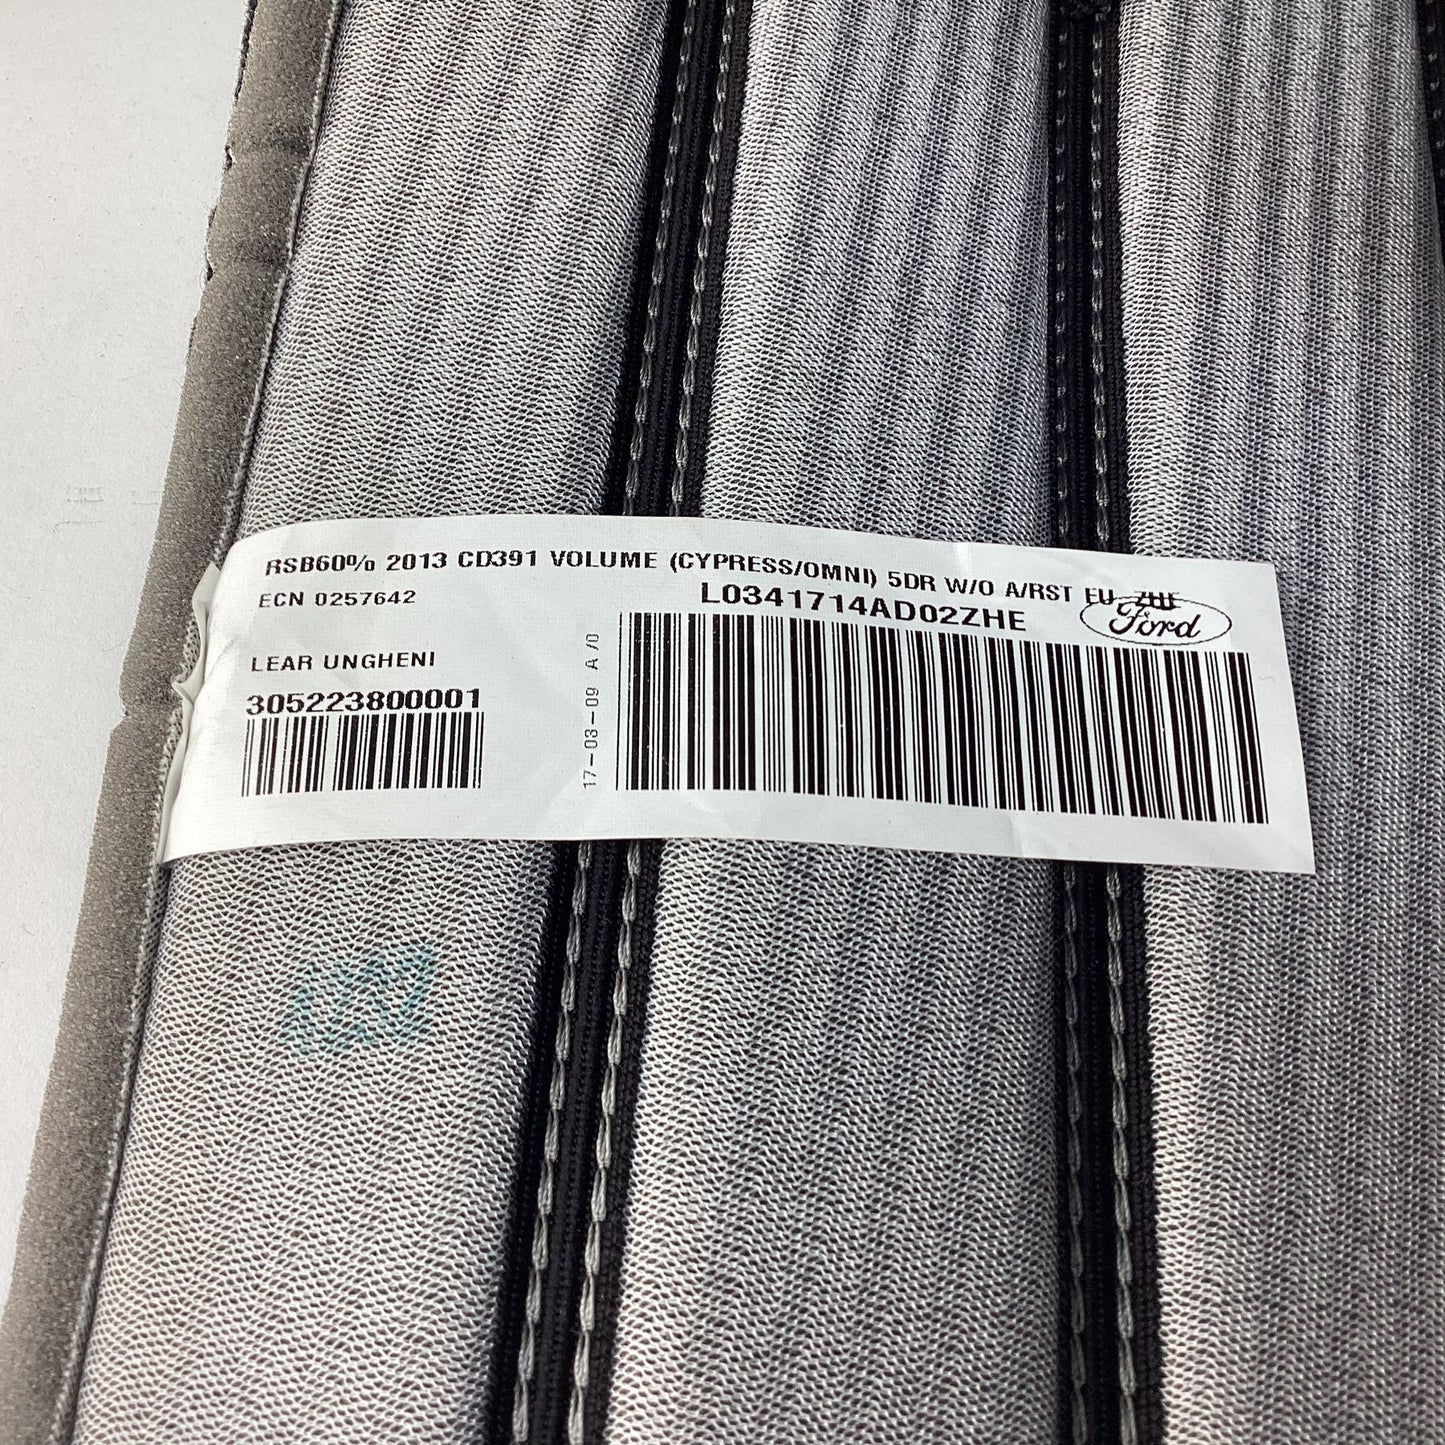 RSB60% 2013 CD391 VOLUME (CYPRESS/OMNI) 5DR W/O A/RST EU ZHE
L0341714AD02ZHE
Ford
ECN 0257642
LEAR UNGHENI
305223800001
17-03-09 A /0